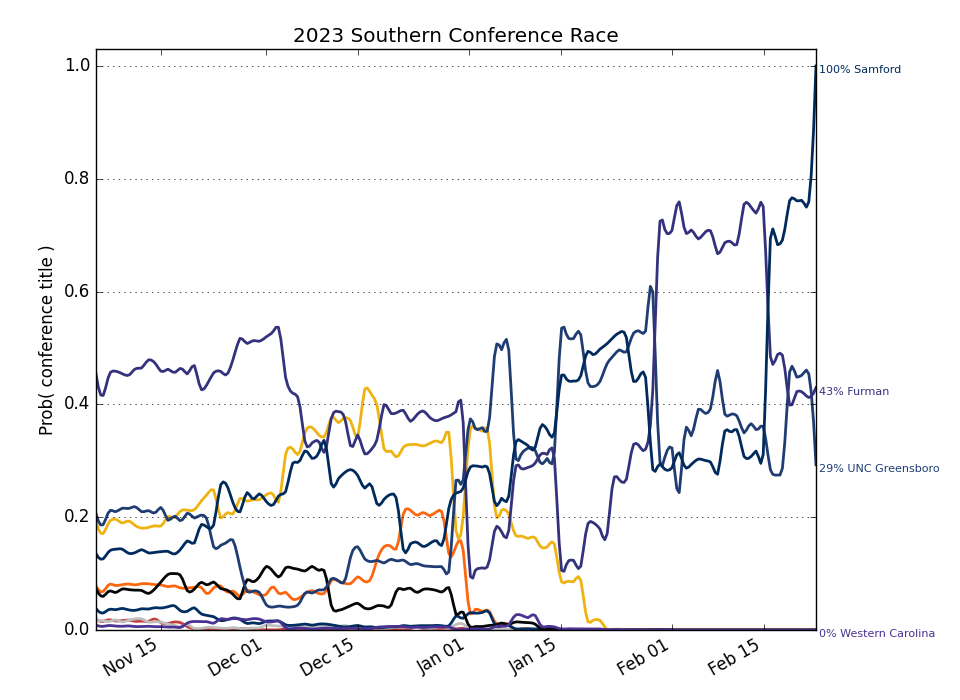 2023 Southern Conference Race
Prob( conference title )
1.0
0.8
0.6
0.4
0.2
0.0
Nov 15
Dec 01
Dec 15
Jan 01
Jan 15
Feb 01
Feb 15
100% Samford
43% Furman
29% UNC Greensboro
0% Western Carolina